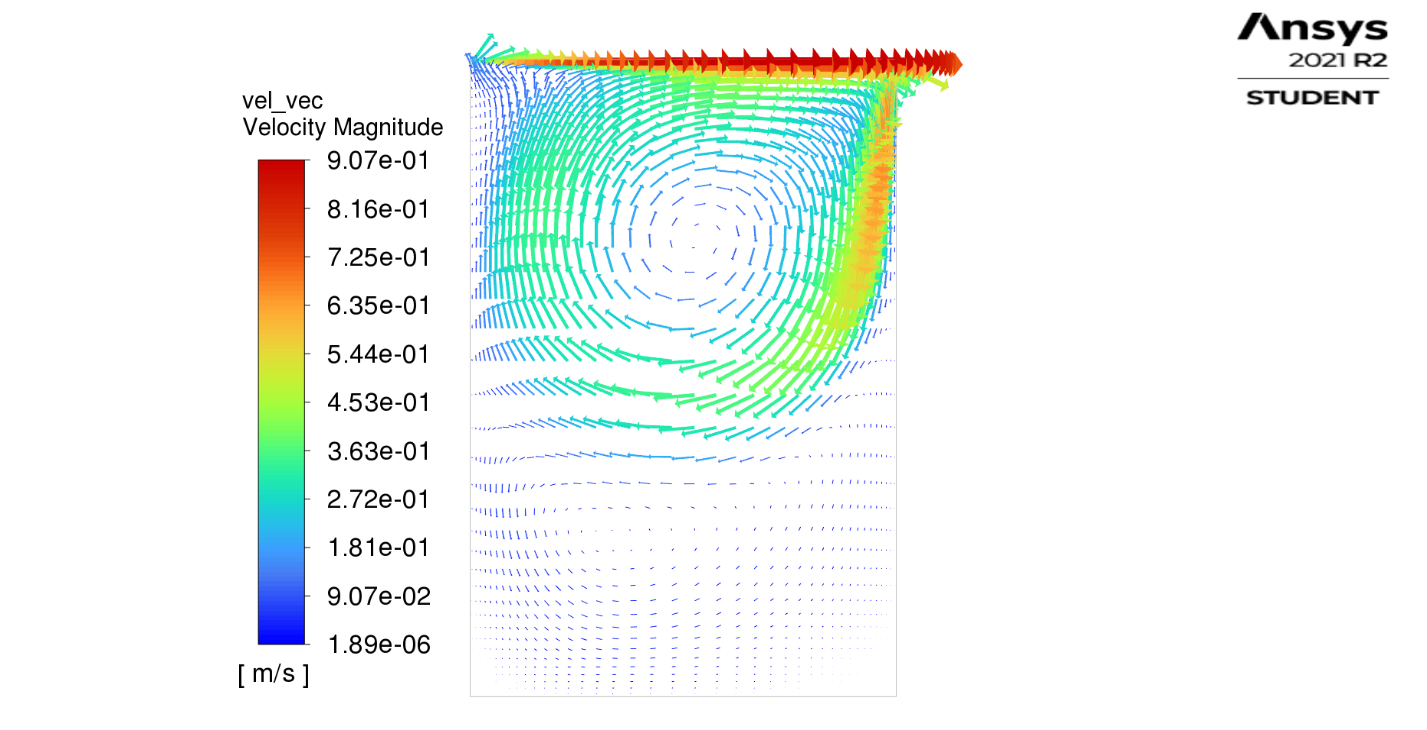 Ansys
2021 R2
STUDENT
vel_vec
Velocity Magnitude
9.07e-01
8.16e-01
7.25e-01
6.35e-01
5.44e-01
4.53e-01
3.63e-01
2.72e-01
1.81e-01
9.07e-02
1.89e-06
[ m/s ]